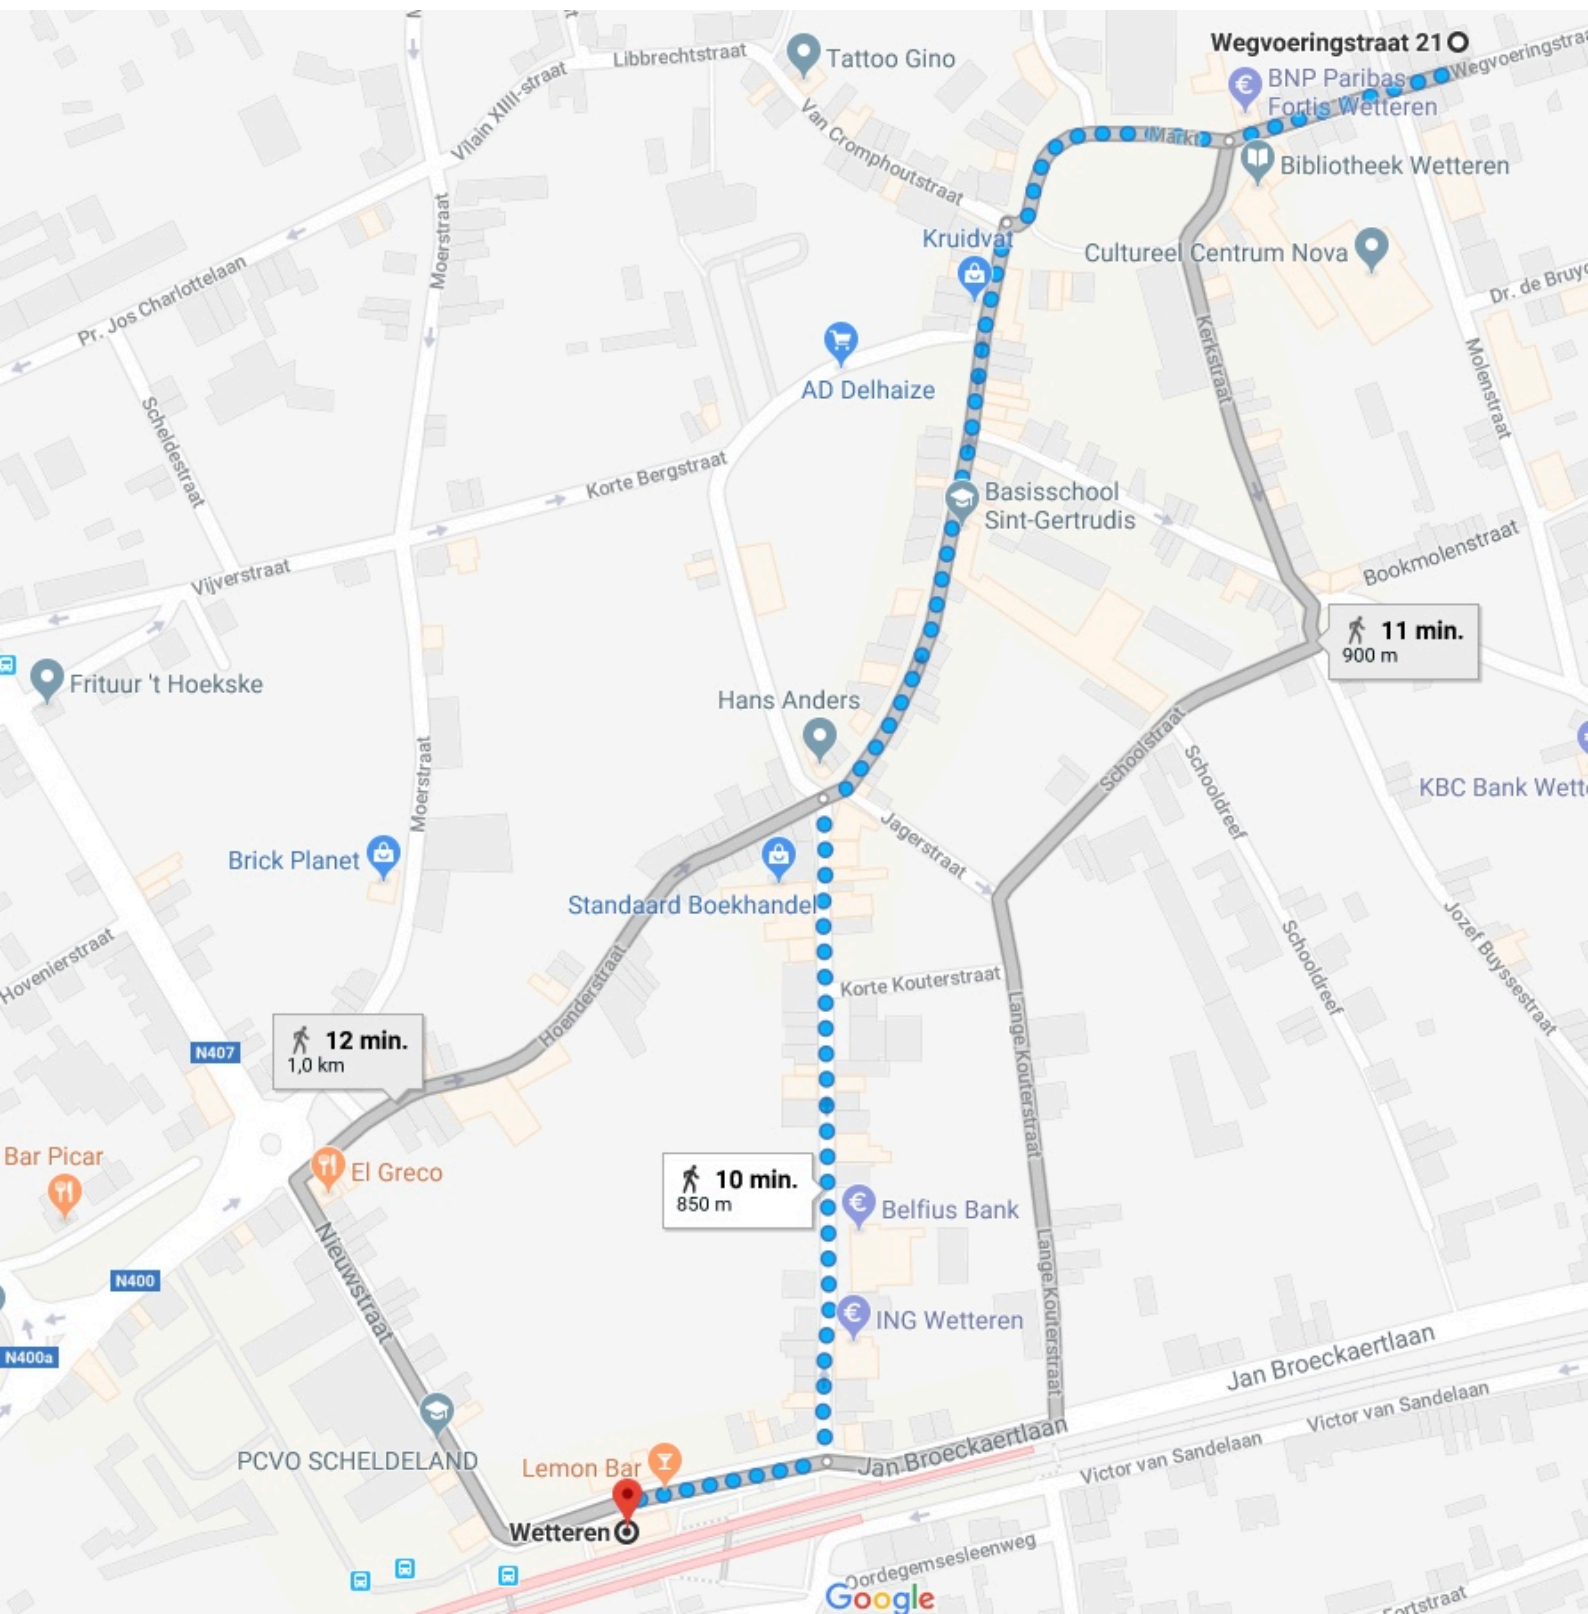 Wegvoeringstraat 21
Wegvoeringstra
Libbrechtstraat
Tattoo Gino
BNP Paribas
Fortis Wetteren
Vilain XIIII-straat
Van Cromphoutstraat
Markt
Bibliotheek Wetteren
Moerstraat
Kruidvat
Cultureel Centrum Nova
Pr. Jos Charlottelaan
Dr. de Bruyc
Kerkstraat
Molenstraat
AD Delhaize
Scheldestraat
Korte Bergstraat
Basisschool
Sint-Gertrudis
Bookmolenstraat
Vijverstraat
11 min.
900 m
Frituur 't Hoekske
Hans Anders
Schoolstraat
Schooldreef
KBC Bank Wett
Moerstraat
Jagerstraat
Brick Planet
Standaard Boekhandel
Jozef Buyssestraat
Schooldreef
Hovenierstraat
Hoenderstraat
Korte Kouterstraat
Lange Kouterstraat
12 min.
1,0 km
N407
Bar Picar
El Greco
10 min.
850 m
Belfius Bank
Nieuwstraat
N400
Lange Kouterstraat
ING Wetteren
N400a
Jan Broeckaertlaan
Victor van Sandelaan
PCVO SCHELDELAND
Lemon Bar
Jan Broeckaertlaan
Victor van Sandelaan
Wetteren
Oordegemsesleenweg
Google
Fortstraat